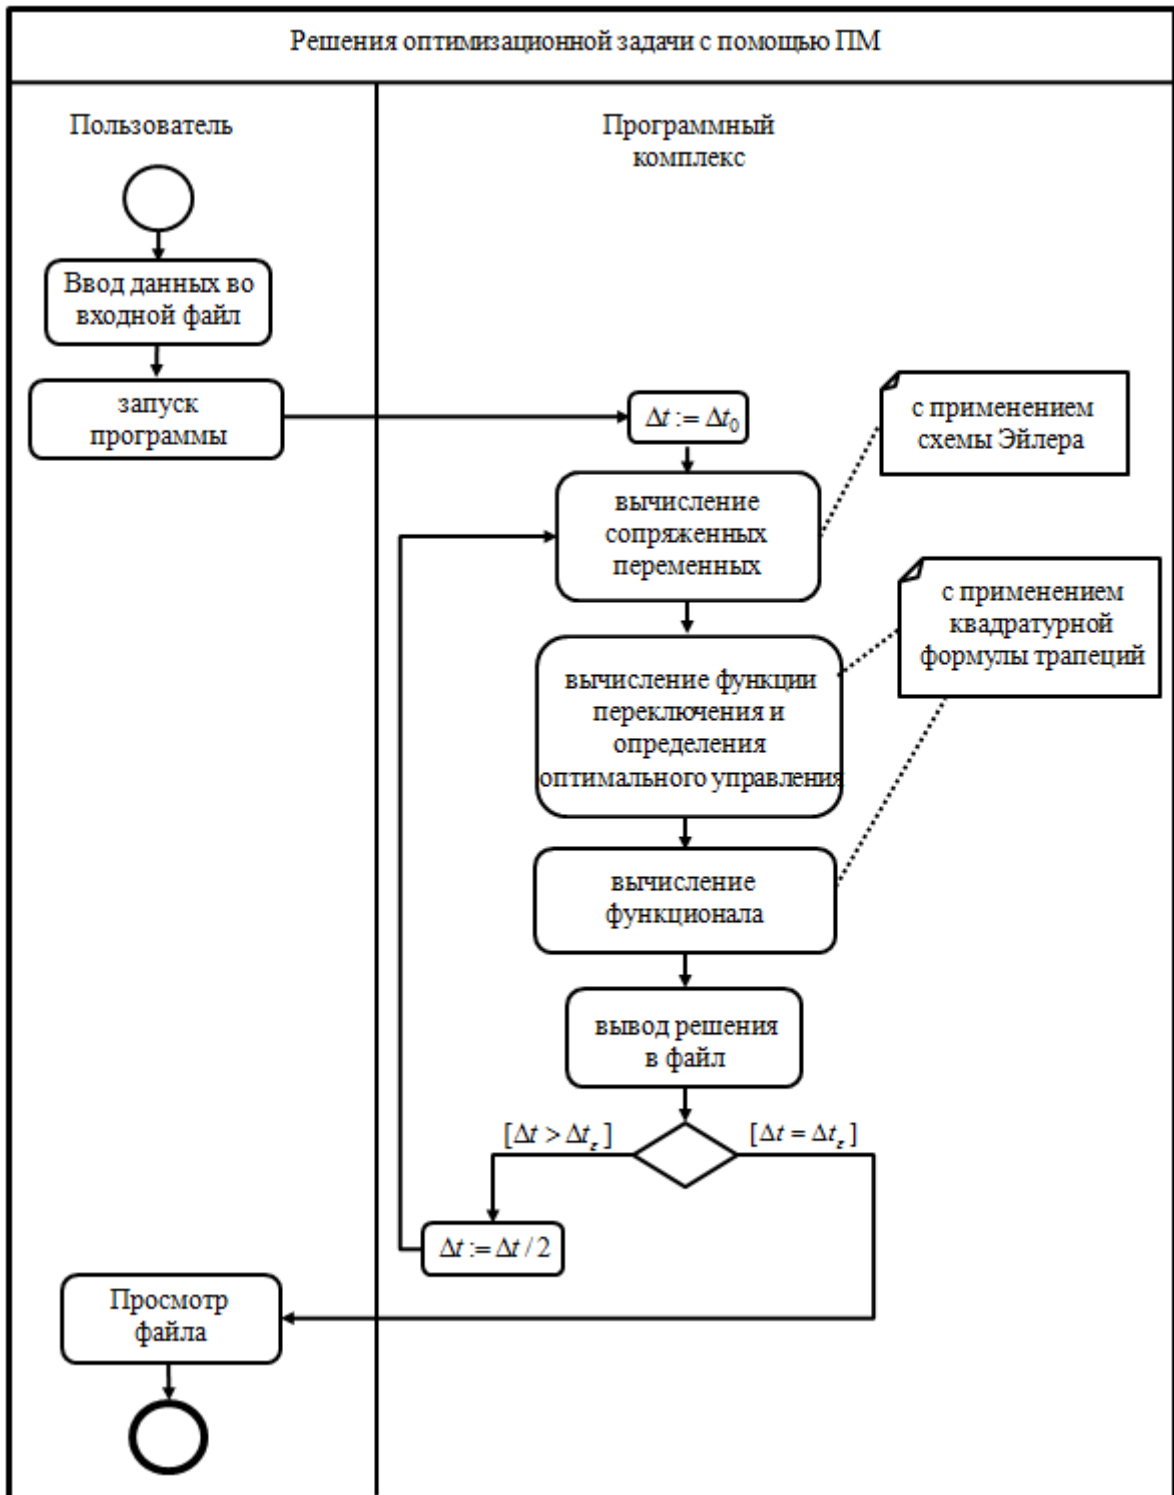 Решения оптимизационной задачи с помощью ПМ
Пользователь
Программный
комплекс
Ввод данных во
входной файл
запуск
программы
Δt := Δt₀
с применением
схемы Эйлера
вычисление
сопряженных
переменных
с применением
квадратурной
формулы трапеций
вычисление функции
переключения и
определения
оптимального управления
вычисление
функционала
вывод решения
в файл
[Δt > Δt_ε]
[Δt = Δt_ε]
Δt := Δt / 2
Просмотр
файла